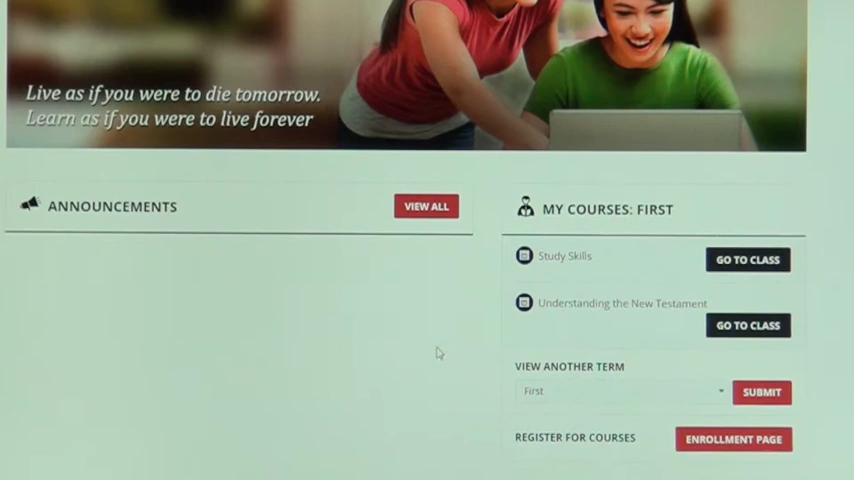 Live as if you were to die tomorrow.
Learn as if you were to live forever
ANNOUNCEMENTS
VIEW ALL
MY COURSES: FIRST
Study Skills
GO TO CLASS
Understanding the New Testament
GO TO CLASS
VIEW ANOTHER TERM
First
SUBMIT
REGISTER FOR COURSES
ENROLLMENT PAGE